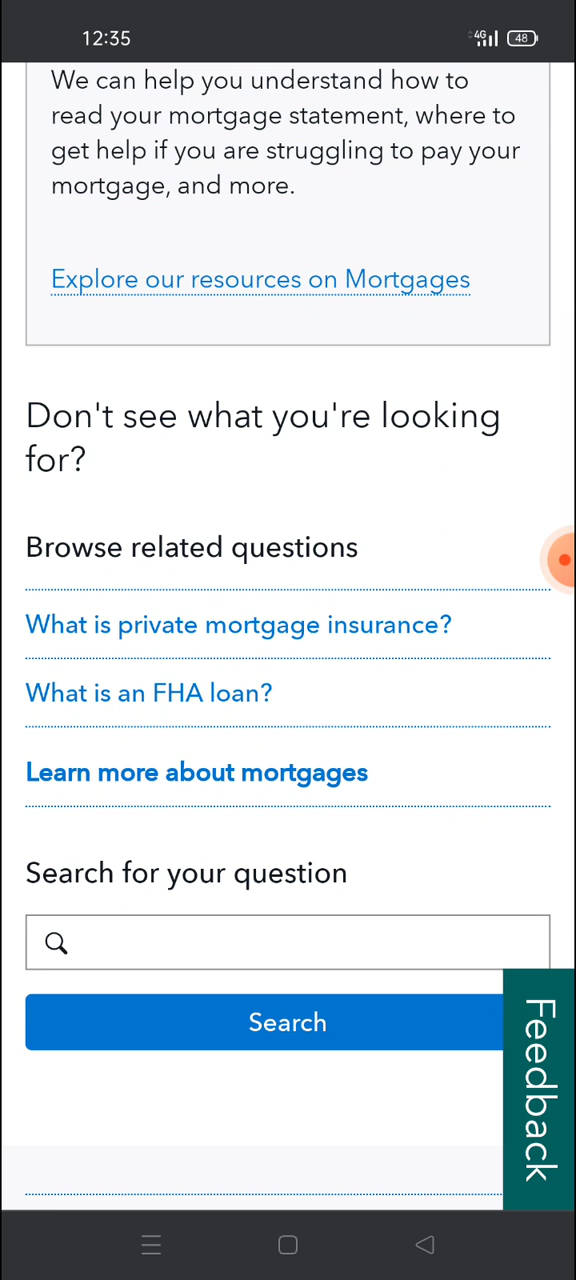 12:35
4G
48
We can help you understand how to
read your mortgage statement, where to
get help if you are struggling to pay your
mortgage, and more.
Explore our resources on Mortgages
Don't see what you're looking
for?
Browse related questions
What is private mortgage insurance?
What is an FHA loan?
Learn more about mortgages
Search for your question
Search
Feedback